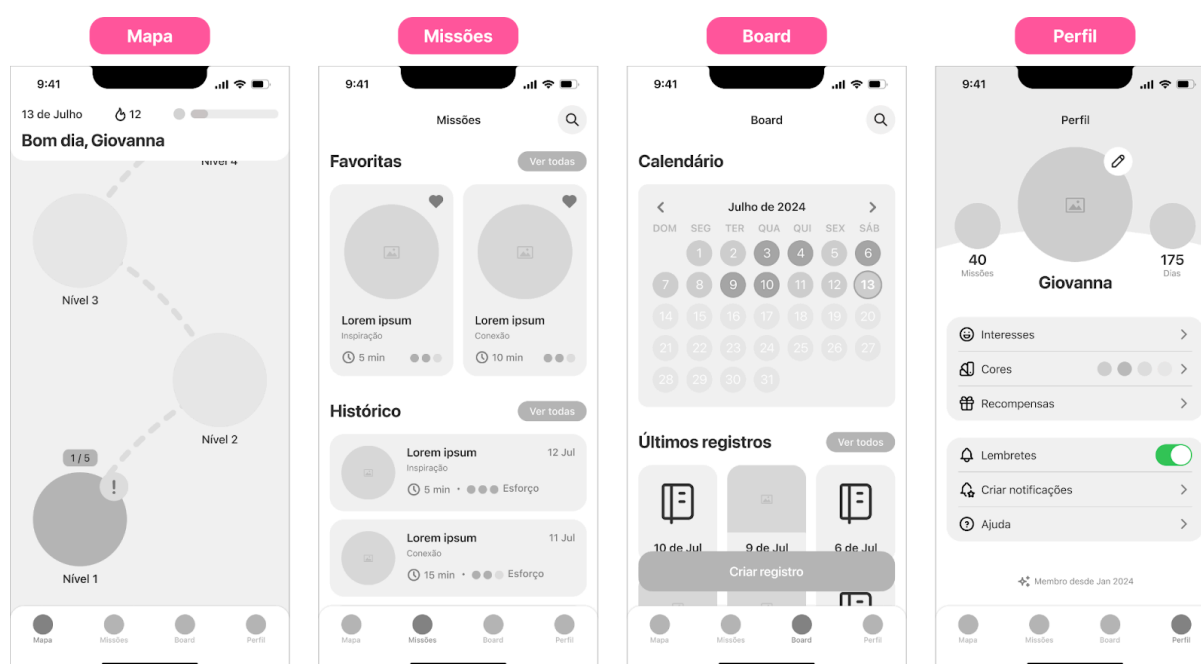 Mapa
9:41
13 de Julho 12
Bom dia, Giovanna
Nível 3
Nível 2
1 / 5
!
Nível 1
Mapa Missões Board Perfil
Missões
9:41
Missões
Favoritas Ver todas
Lorem ipsum
Inspiração
5 min
Lorem ipsum
Conexão
10 min
Histórico Ver todas
Lorem ipsum 12 Jul
Inspiração
5 min • Esforço
Lorem ipsum 11 Jul
Conexão
15 min • Esforço
Mapa Missões Board Perfil
Board
9:41
Board
Calendário
Julho de 2024
DOM SEG TER QUA QUI SEX SÁB
1 2 3 4 5 6
7 8 9 10 11 12 13
14 15 16 17 18 19 20
21 22 23 24 25 26 27
28 29 30 31
Últimos registros Ver todos
10 de Jul 9 de Jul 6 de Jul
Criar registro
Mapa Missões Board Perfil
Perfil
9:41
Perfil
40
Missões
175
Dias
Giovanna
Interesses
Cores
Recompensas
Lembretes
Criar notificações
? Ajuda
Membro desde Jan 2024
Mapa Missões Board Perfil